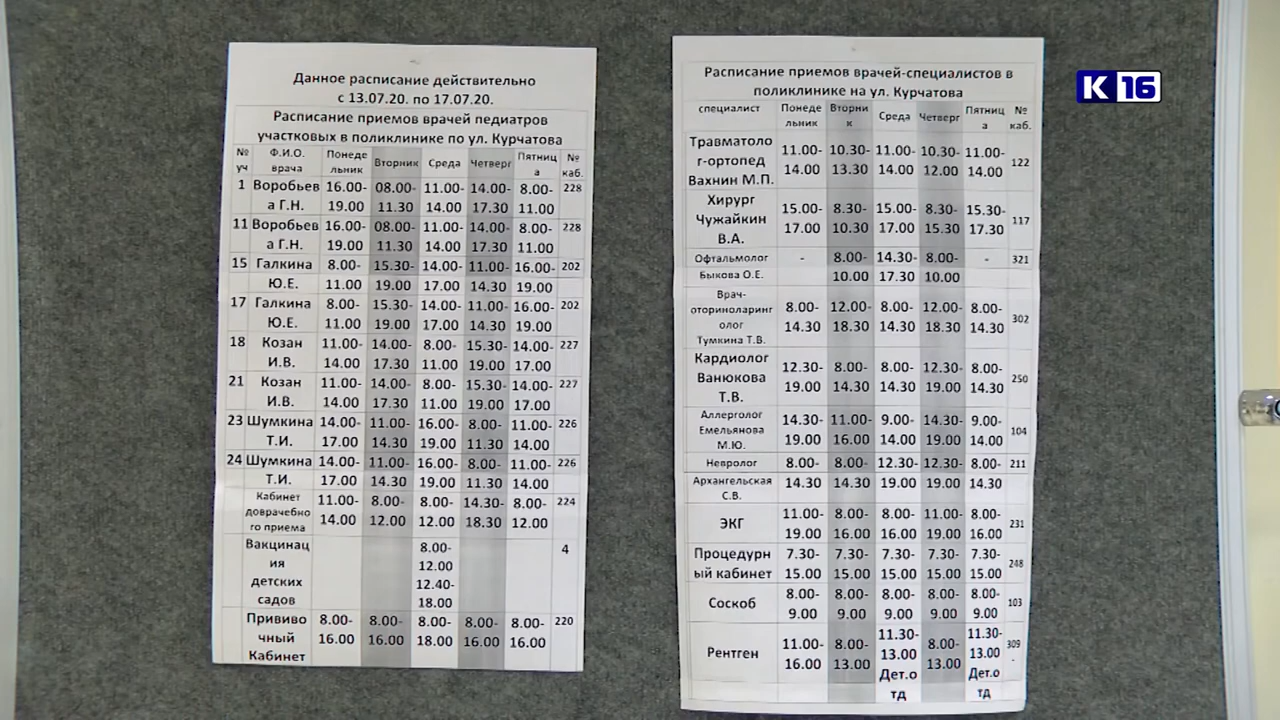 Данное расписание действительно
с 13.07.20. по 17.07.20.
Расписание приемов врачей педиатров
участковых в поликлинике по ул. Курчатова
№ уч Ф.И.О. врача Понеде льник Вторник Среда Четверг Пятниц а № каб.
1 Воробьев 16.00- 08.00- 11.00- 14.00- 8.00- 228
а Г.Н. 19.00 11.30 14.00 17.30 11.00
11 Воробьев 16.00- 08.00- 11.00- 14.00- 8.00- 228
а Г.Н. 19.00 11.30 14.00 17.30 11.00
15 Галкина 8.00- 15.30- 14.00- 11.00- 16.00- 202
Ю.Е. 11.00 19.00 17.00 14.30 19.00
17 Галкина 8.00- 15.30- 14.00- 11.00- 16.00- 202
Ю.Е. 11.00 19.00 17.00 14.30 19.00
18 Козан 11.00- 14.00- 8.00- 15.30- 14.00- 227
И.В. 14.00 17.30 11.00 19.00 17.00
21 Козан 11.00- 14.00- 8.00- 15.30- 14.00- 227
И.В. 14.00 17.30 11.00 19.00 17.00
23 Шумкина 14.00- 11.00- 16.00- 8.00- 11.00- 226
Т.И. 17.00 14.30 19.00 11.30 14.00
24 Шумкина 14.00- 11.00- 16.00- 8.00- 11.00- 226
Т.И. 17.00 14.30 19.00 11.30 14.00
Кабинет 11.00- 8.00- 8.00- 14.30- 8.00- 224
доврачебно
го приема 14.00 12.00 12.00 18.30 12.00
Вакцинац 8.00- 4
ия 12.00
детских 12.40-
садов 18.00
Прививо 8.00- 8.00- 8.00- 8.00- 8.00- 220
чный 16.00 16.00 18.00 16.00 16.00
Кабинет
Расписание приемов врачей-специалистов в
поликлинике на ул. Курчатова
специалист Понеде льник Вторни к Среда Четверг Пятниц а № каб.
Травматоло 11.00- 10.30- 11.00- 10.30- 11.00- 122
г-ортопед 14.00 13.30 14.00 12.00 14.00
Вахнин М.П.
Хирург 15.00- 8.30- 15.00- 8.30- 15.30- 117
Чужайкин 17.00 10.30 17.00 15.30 17.30
В.А.
Офтальмолог - 8.00- 14.30- 8.00- - 321
Быкова О.Е. 10.00 17.30 10.00
Врач-
оториноларинг 8.00- 12.00- 8.00- 12.00- 8.00- 302
олог 14.30 18.30 14.30 18.30 14.30
Тумкина Т.В.
Кардиолог 12.30- 8.00- 8.00- 12.30- 8.00- 250
Ванюкова 19.00 14.30 14.30 19.00 14.30
Т.В.
Аллерголог 14.30- 11.00- 9.00- 14.30- 9.00- 104
Емельянова 19.00 16.00 14.00 19.00 14.00
М.Ю.
Невролог 8.00- 8.00- 12.30- 12.30- 8.00- 211
Архангельская 14.30 14.30 19.00 19.00 14.30
С.В.
ЭКГ 11.00- 8.00- 8.00- 11.00- 8.00- 231
19.00 16.00 16.00 19.00 16.00
Процедурн 7.30- 7.30- 7.30- 7.30- 7.30- 248
ый кабинет 15.00 15.00 15.00 15.00 15.00
Соскоб 8.00- 8.00- 8.00- 8.00- 8.00- 103
9.00 9.00 9.00 9.00 9.00
Рентген 11.00- 8.00- 11.30- 8.00- 11.30- 309
16.00 13.00 13.00 13.00 13.00 -
Дет.о Дет.о
тд тд
К 16